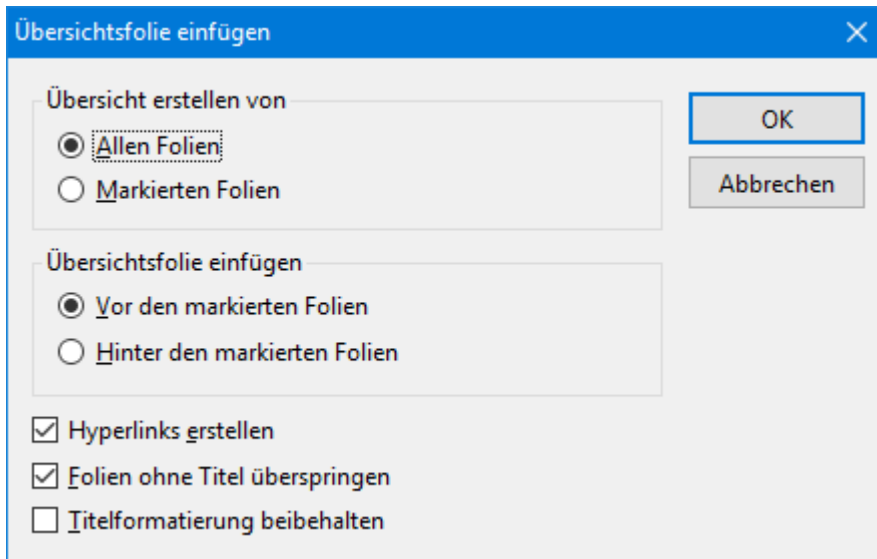 Übersichtsfolie einfügen
Übersicht erstellen von
Allen Folien
Markierten Folien
OK
Abbrechen
Übersichtsfolie einfügen
Vor den markierten Folien
Hinter den markierten Folien
Hyperlinks erstellen
Folien ohne Titel überspringen
Titelformatierung beibehalten